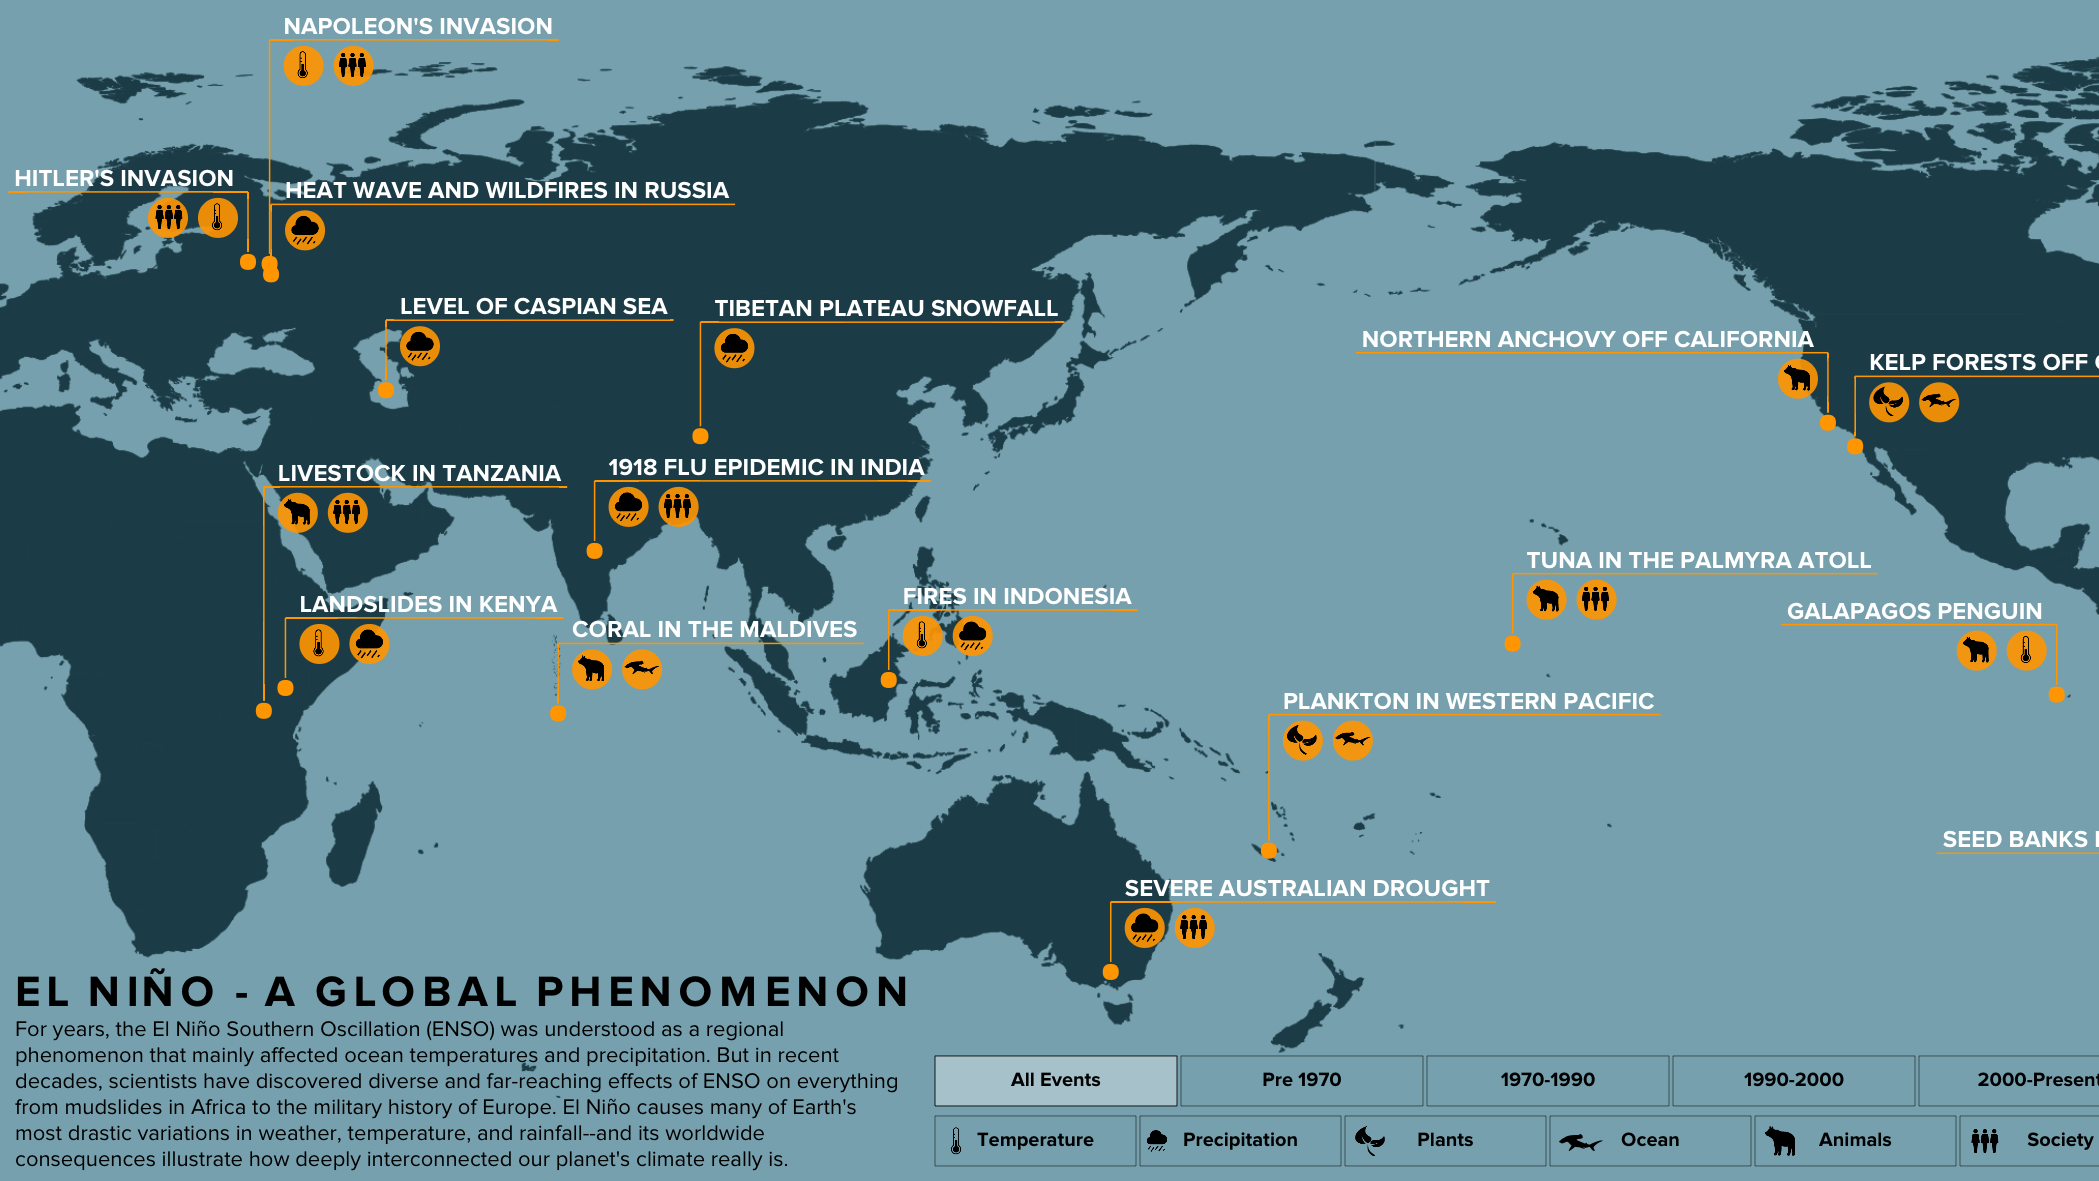 NAPOLEON'S INVASION
HITLER'S INVASION
HEAT WAVE AND WILDFIRES IN RUSSIA
LEVEL OF CASPIAN SEA
TIBETAN PLATEAU SNOWFALL
NORTHERN ANCHOVY OFF CALIFORNIA
KELP FORESTS OFF
LIVESTOCK IN TANZANIA
1918 FLU EPIDEMIC IN INDIA
TUNA IN THE PALMYRA ATOLL
LANDSLIDES IN KENYA
FIRES IN INDONESIA
GALAPAGOS PENGUIN
CORAL IN THE MALDIVES
PLANKTON IN WESTERN PACIFIC
SEED BANKS
SEVERE AUSTRALIAN DROUGHT
EL NIÑO - A GLOBAL PHENOMENON
For years, the El Niño Southern Oscillation (ENSO) was understood as a regional
phenomenon that mainly affected ocean temperatures and precipitation. But in recent
decades, scientists have discovered diverse and far-reaching effects of ENSO on everything
from mudslides in Africa to the military history of Europe. El Niño causes many of Earth's
most drastic variations in weather, temperature, and rainfall--and its worldwide
consequences illustrate how deeply interconnected our planet's climate really is.
All Events
Pre 1970
1970-1990
1990-2000
2000-Present
Temperature
Precipitation
Plants
Ocean
Animals
Society